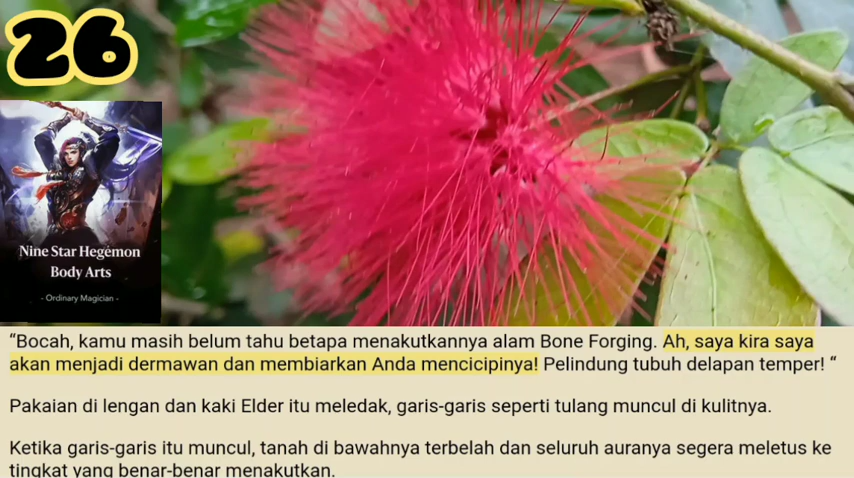 26
Nine Star Hegemon
Body Arts
- Ordinary Magician -
“Bocah, kamu masih belum tahu betapa menakutkannya alam Bone Forging. Ah, saya kira saya
akan menjadi dermawan dan membiarkan Anda mencicipinya! Pelindung tubuh delapan temper! “
Pakaian di lengan dan kaki Elder itu meledak, garis-garis seperti tulang muncul di kulitnya.
Ketika garis-garis itu muncul, tanah di bawahnya terbelah dan seluruh auranya segera meletus ke
tingkat yang benar-benar menakutkan.